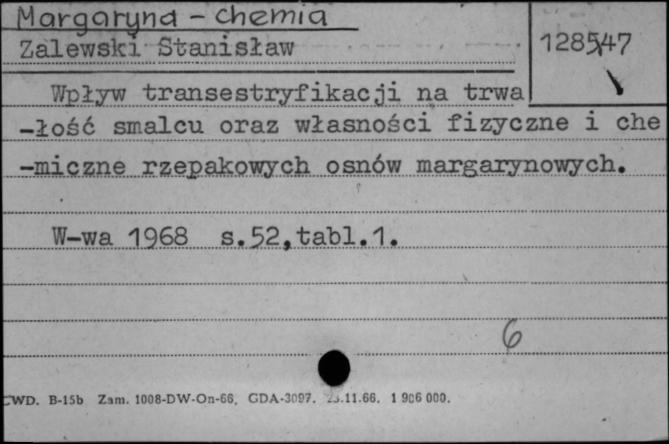 Margaryna - chemia
Zalewski Stanisław
128547
Wpływ transestryfikacji na trwa
-łość smalcu oraz własności fizyczne i che
-miczne rzepakowych osnów margarynowych.
W-wa 1968 s.52,tabl.1.
6
CWD. B-15b Zam. 1008-DW-On-66. GDA-3097. 23.11.66. 1 906 000.